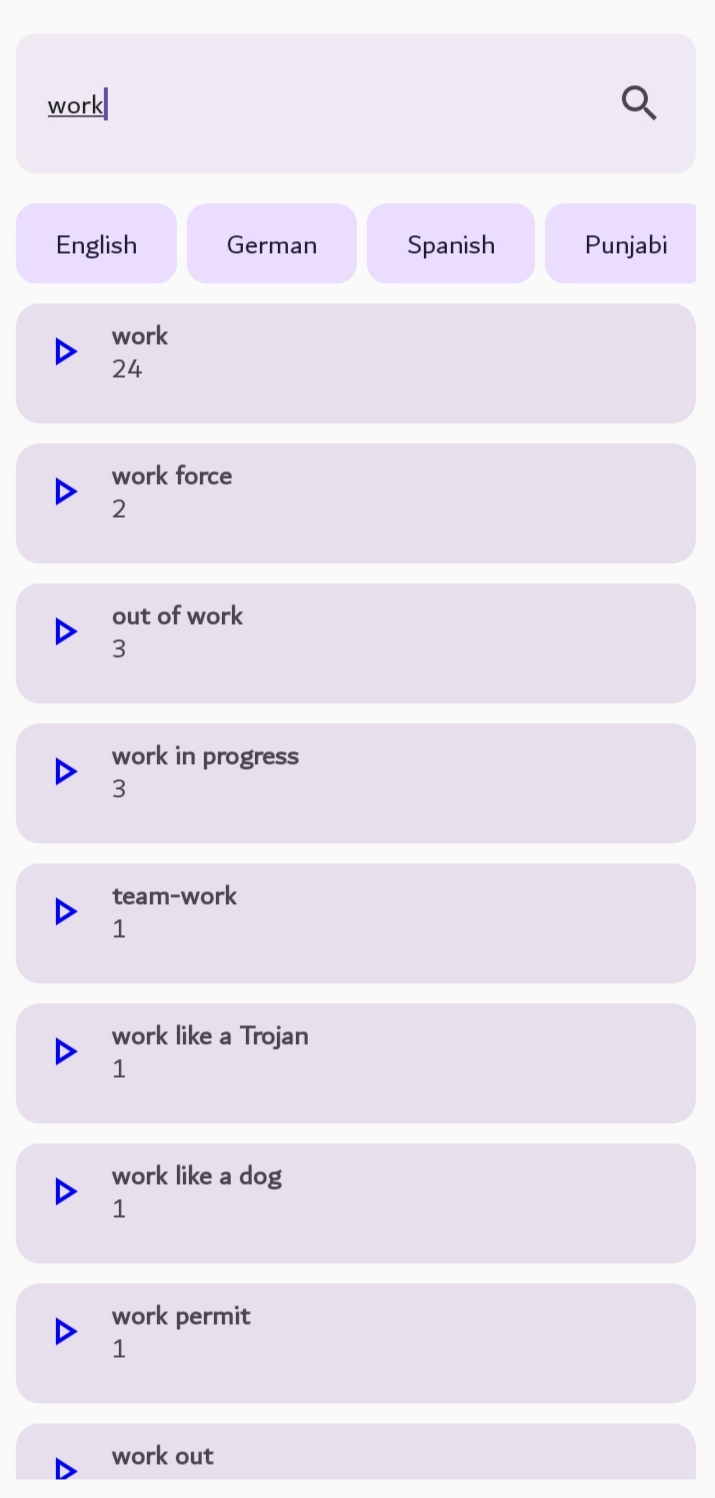 work
English German Spanish Punjabi
work
24
work force
2
out of work
3
work in progress
3
team-work
1
work like a Trojan
1
work like a dog
1
work permit
1
work out